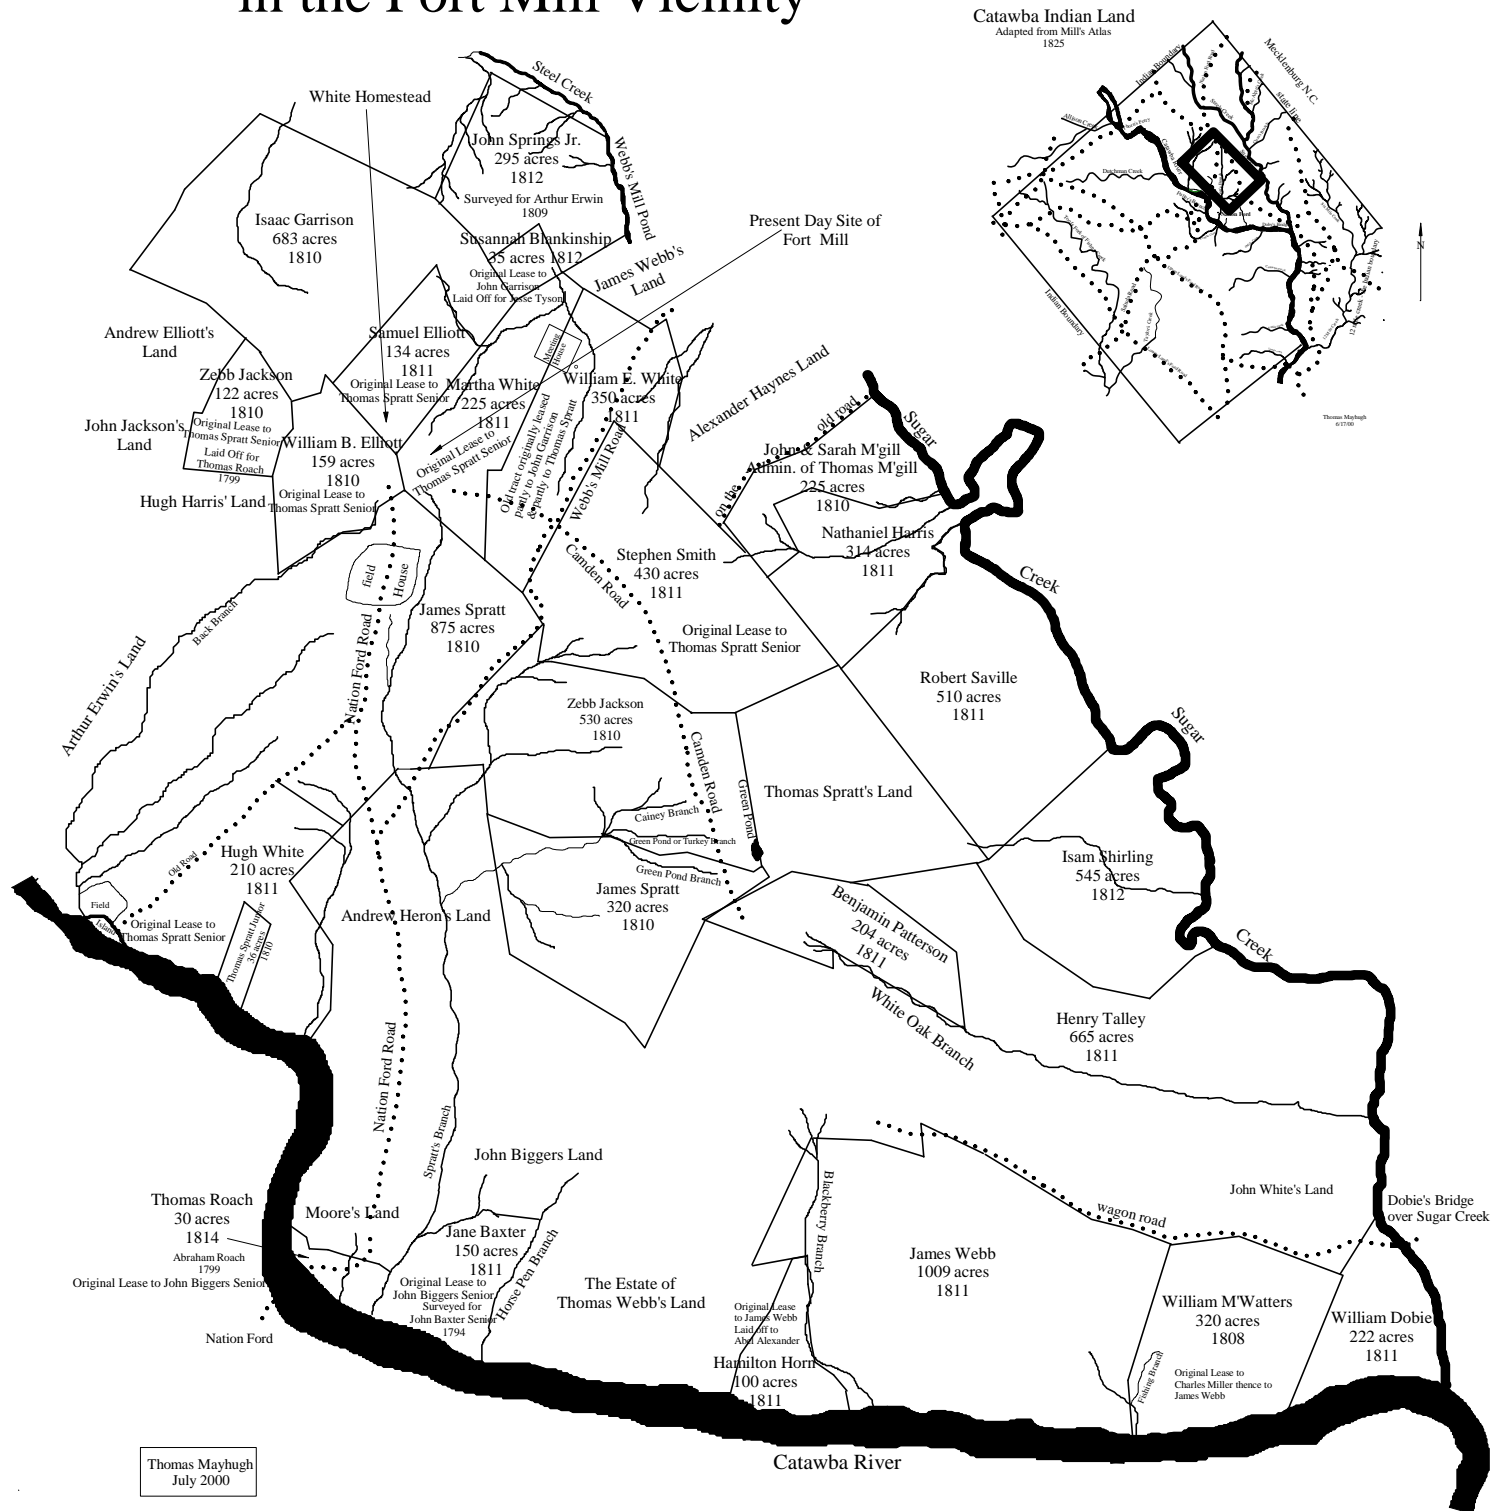 in the Fort Mill Vicinity
Catawba Indian Land
Adapted from Mill's Atlas
1825
Indian Boundary
Mecklenburg N.C.
state line
Allison Creek
Catawba River
Dutchman Creek
Indian Boundary
N
Thomas Mayhugh
6/17/00
Steel Creek
White Homestead
John Springs Jr.
295 acres
1812
Surveyed for Arthur Erwin
1809
Webb's Mill Pond
Isaac Garrison
683 acres
1810
Susannah Blankinship
35 acres 1812
Original Lease to
John Garrison
Laid Off for Jesse Tyson
James Webb's
Land
Present Day Site of
Fort Mill
Andrew Elliott's
Land
Samuel Elliott
134 acres
1811
Original Lease to
Thomas Spratt Senior
Meeting
House
Zebb Jackson
122 acres
1810
Original Lease to
Thomas Spratt Senior
Laid Off for
Thomas Roach
1799
Martha White
225 acres
1811
Original Lease to
Thomas Spratt Senior
William E. White
350 acres
1811
Old tract originally leased
partly to John Garrison
& partly to Thomas Spratt
Webb's Mill Road
Alexander Haynes Land
on the
old road
Sugar
Creek
John Jackson's
Land
William B. Elliott
159 acres
1810
Original Lease to
Thomas Spratt Senior
Hugh Harris' Land
John & Sarah M'gill
Admin. of Thomas M'gill
225 acres
1810
Nathaniel Harris
314 acres
1811
field
House
Camden Road
Stephen Smith
430 acres
1811
Original Lease to
Thomas Spratt Senior
Back Branch
Arthur Erwin's Land
Nation Ford Road
James Spratt
875 acres
1810
Robert Saville
510 acres
1811
Sugar
Creek
Zebb Jackson
530 acres
1810
Camden Road
Green Pond
Thomas Spratt's Land
Cainey Branch
Green Pond or Turkey Branch
Green Pond Branch
Old Road
Hugh White
210 acres
1811
Original Lease to
Thomas Spratt Senior
Field
Island
Thomas Spratt Junior
36 acres
1810
Andrew Heron's Land
James Spratt
320 acres
1810
Isam Shirling
545 acres
1812
Benjamin Patterson
204 acres
1811
White Oak Branch
Henry Talley
665 acres
1811
Nation Ford Road
Spratt's Branch
John Biggers Land
Thomas Roach
30 acres
1814
Abraham Roach
1799
Original Lease to John Biggers Senior
Moore's Land
Jane Baxter
150 acres
1811
Original Lease to
John Biggers Senior
Surveyed for
John Baxter Senior
1794
Horse Pen Branch
Nation Ford
The Estate of
Thomas Webb's Land
Blackberry Branch
Original Lease
to James Webb
Laid off to
Abel Alexander
Hamilton Horn
100 acres
1811
James Webb
1009 acres
1811
wagon road
John White's Land
Dobie's Bridge
over Sugar Creek
William M'Watters
320 acres
1808
Original Lease to
Charles Miller thence to
James Webb
Fishing Branch
William Dobie
222 acres
1811
Catawba River
Thomas Mayhugh
July 2000